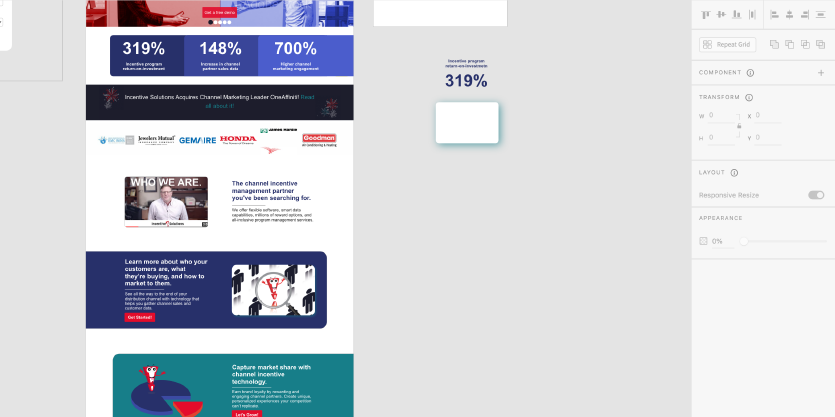 Get a free demo
319%
Incentive program
return-on-investment
148%
Increase in channel
partner sales data
700%
Higher channel
marketing engagement
Incentive Solutions Acquires Channel Marketing Leader OneAffiniti! Read
all about it!
Jewelers Mutual
GEMAIRE
HONDA
JAMES HARDIE
Goodman
Air Conditioning & Heating
WHO WE ARE.
Incentive Solutions
The channel incentive
management partner
you've been searching for.
We offer flexible software, smart data
capabilities, millions of reward options, and
all-inclusive program management services.
Learn more about who your
customers are, what
they're buying, and how to
market to them.
See all the way to the end of your
distribution channel with technology that
helps you gather channel sales and
customer data.
Get Started!
Capture market share with
channel incentive
technology.
Earn brand loyalty by rewarding and
engaging channel partners. Create unique,
personalized experiences your competition
can't replicate.
Let's Grow!
Incentive program
return-on-investment
319%
Repeat Grid
COMPONENT
TRANSFORM
W 0 X 0
H 0 Y 0
LAYOUT
Responsive Resize
APPEARANCE
0%